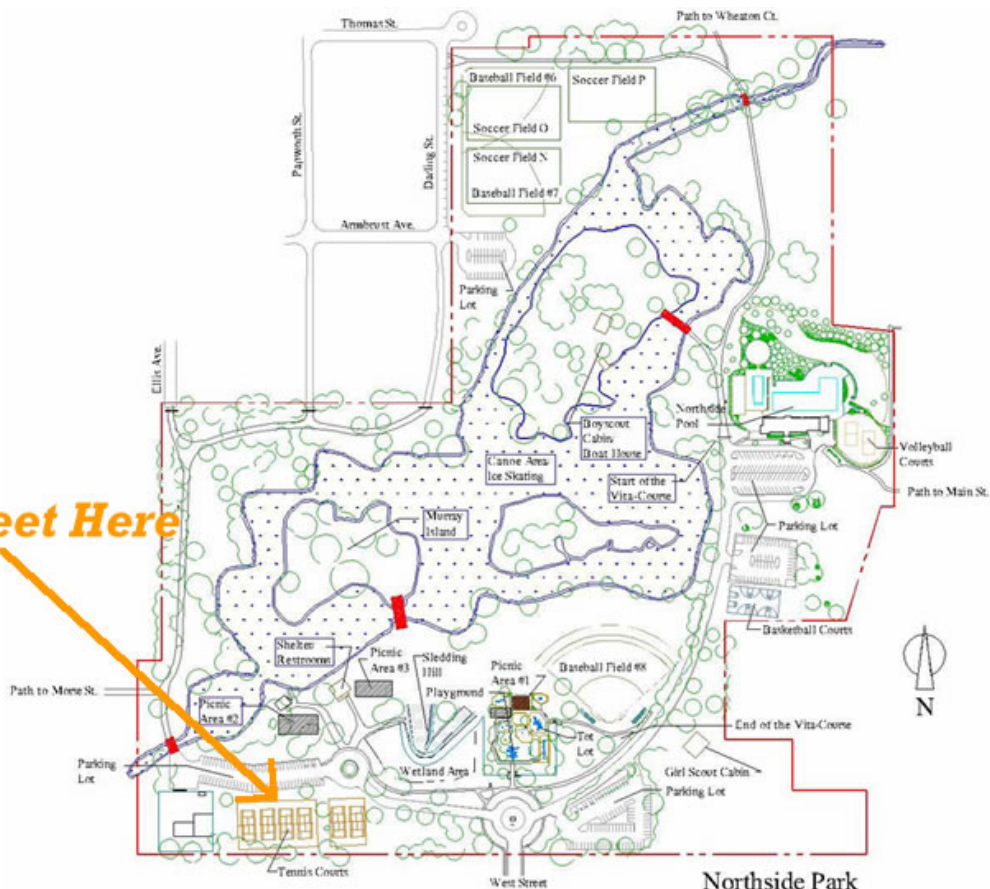 Path to Wheaton Ct.
Thomas St.
Baseball Field #6
Soccer Field P
Soccer Field O
Papworth St.
Darling St.
Soccer Field N
Baseball Field #7
Armbrust Ave.
Parking
Lot
Ellis Ave.
Northside
Pool
Boyscout
Cabin/
Boat House
Volleyball
Courts
Canoe Area/
Ice Skating
Start of the
Vita-Course
Path to Main St.
eet Here
Murray
Island
Parking Lot
Basketball Courts
Shelter
Restrooms
Picnic
Area #3
Sledding
Hill
Picnic
Area #1
Baseball Field #8
Playground
Path to Morse St.
Picnic
Area #2
N
End of the Vita-Course
Tot
Lot
Parking
Lot
Wetland Area
Girl Scout Cabin
Parking Lot
Tennis Courts
West Street
Northside Park